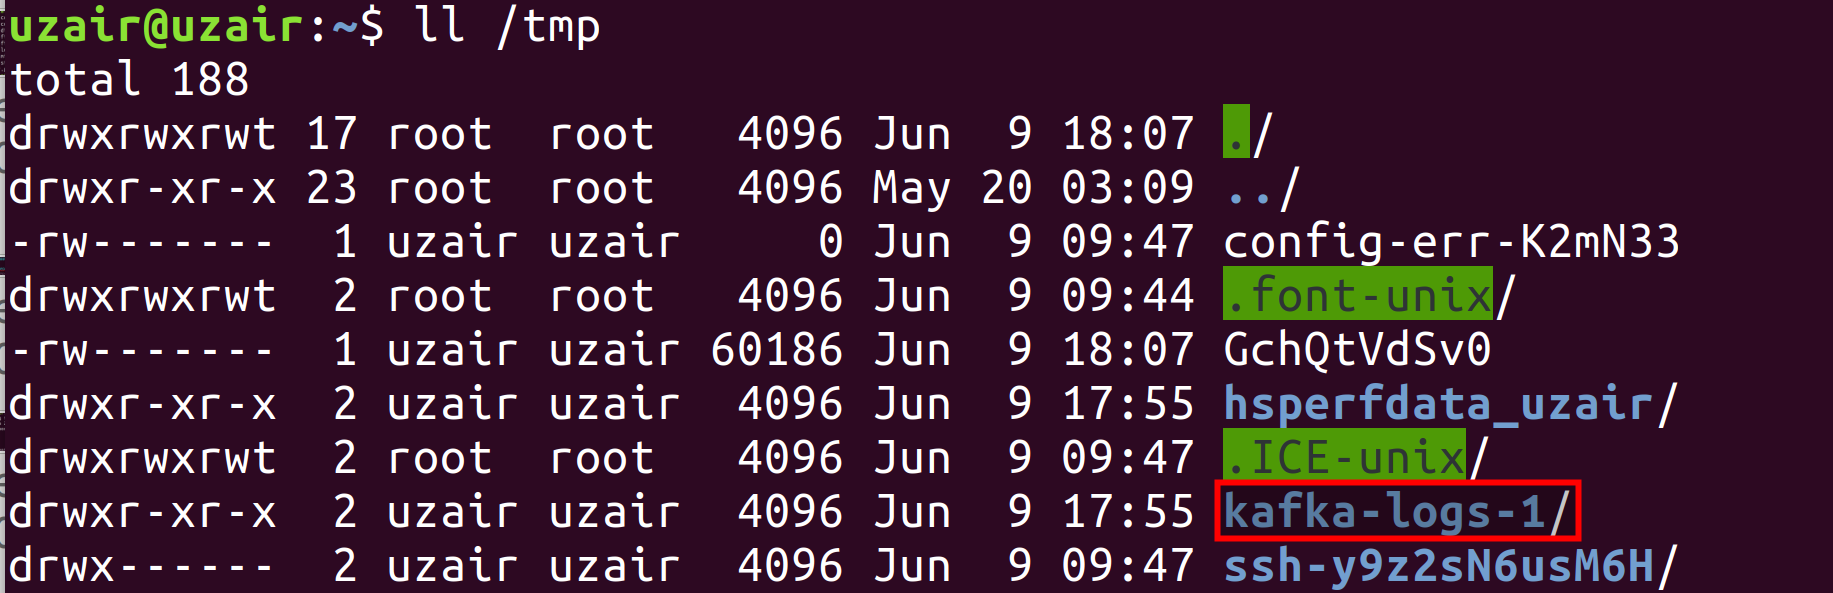 uzair@uzair:~$ ll /tmp
total 188
drwxrwxrwt 17 root  root   4096 Jun  9 18:07 ./
drwxr-xr-x 23 root  root   4096 May 20 03:09 ../
-rw-------  1 uzair uzair     0 Jun  9 09:47 config-err-K2mN33
drwxrwxrwt  2 root  root   4096 Jun  9 09:44 .font-unix/
-rw-------  1 uzair uzair 60186 Jun  9 18:07 GchQtVdSv0
drwxr-xr-x  2 uzair uzair  4096 Jun  9 17:55 hsperfdata_uzair/
drwxrwxrwt  2 root  root   4096 Jun  9 09:47 .ICE-unix/
drwxr-xr-x  2 uzair uzair  4096 Jun  9 17:55 kafka-logs-1/
drwx------  2 uzair uzair  4096 Jun  9 09:47 ssh-y9z2sN6usM6H/